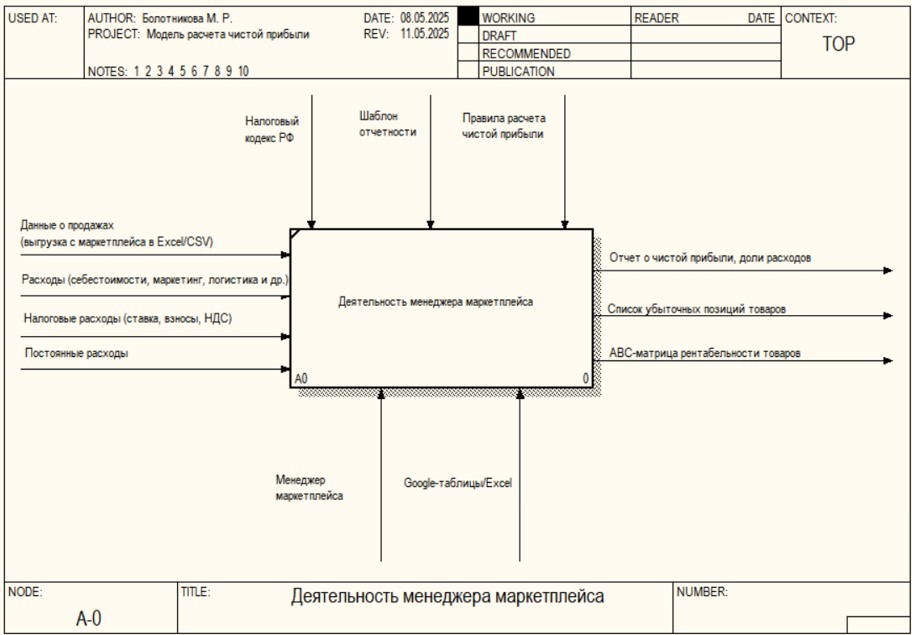 USED AT:
AUTHOR: Болотникова М. Р.
DATE: 08.05.2025
PROJECT: Модель расчета чистой прибыли
REV: 11.05.2025
NOTES: 1 2 3 4 5 6 7 8 9 10
WORKING
DRAFT
RECOMMENDED
PUBLICATION
READER DATE
CONTEXT:
TOP
Налоговый
кодекс РФ
Шаблон
отчетности
Правила расчета
чистой прибыли
Данные о продажах
(выгрузка с маркетплейса в Excel/CSV)
Расходы (себестоимости, маркетинг, логистика и др.)
Налоговые расходы (ставка, взносы, НДС)
Постоянные расходы
Деятельность менеджера маркетплейса
A0
0
Отчет о чистой прибыли, доли расходов
Список убыточных позиций товаров
АВС-матрица рентабельности товаров
Менеджер
маркетплейса
Google-таблицы/Excel
NODE:
A-0
TITLE:
Деятельность менеджера маркетплейса
NUMBER: